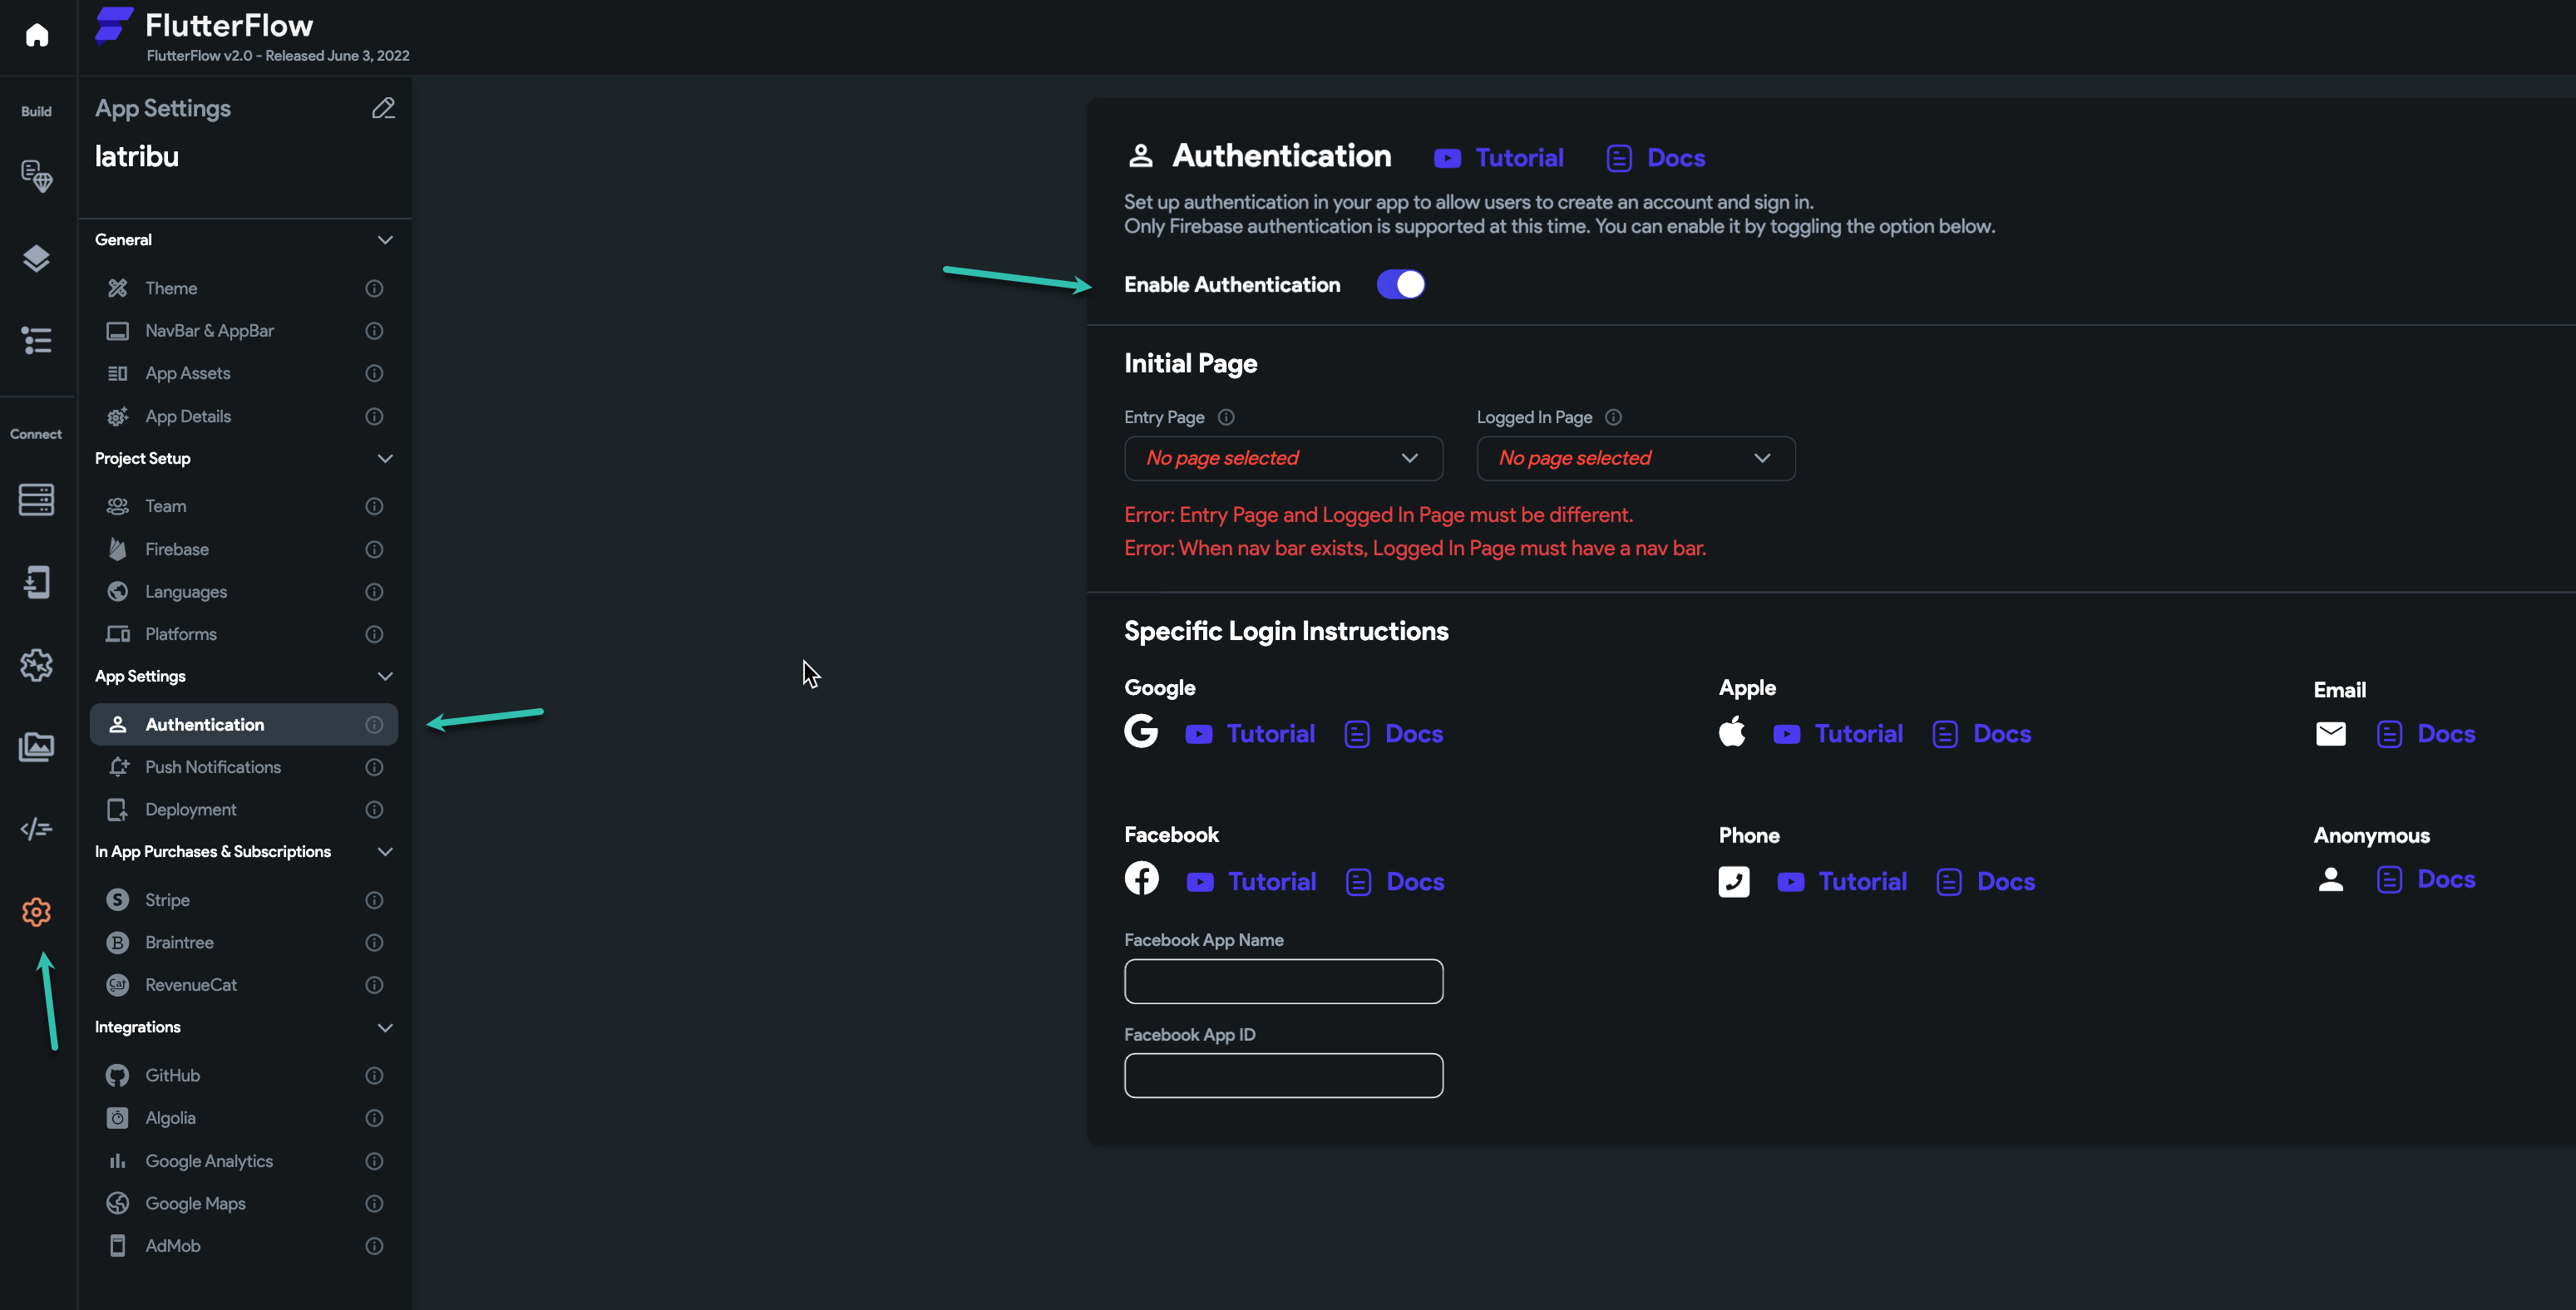 FlutterFlow
FlutterFlow v2.0 - Released June 3, 2022
Build
Connect
App Settings
latribu
General
Theme
NavBar & AppBar
App Assets
App Details
Project Setup
Team
Firebase
Languages
Platforms
App Settings
Authentication
Push Notifications
Deployment
In App Purchases & Subscriptions
Stripe
Braintree
RevenueCat
Integrations
GitHub
Algolia
Google Analytics
Google Maps
AdMob
Authentication Tutorial Docs
Set up authentication in your app to allow users to create an account and sign in.
Only Firebase authentication is supported at this time. You can enable it by toggling the option below.
Enable Authentication
Initial Page
Entry Page Logged In Page
No page selected No page selected
Error: Entry Page and Logged In Page must be different.
Error: When nav bar exists, Logged In Page must have a nav bar.
Specific Login Instructions
Google Apple Email
Tutorial Docs Tutorial Docs Docs
Facebook Phone Anonymous
Tutorial Docs Tutorial Docs Docs
Facebook App Name
Facebook App ID